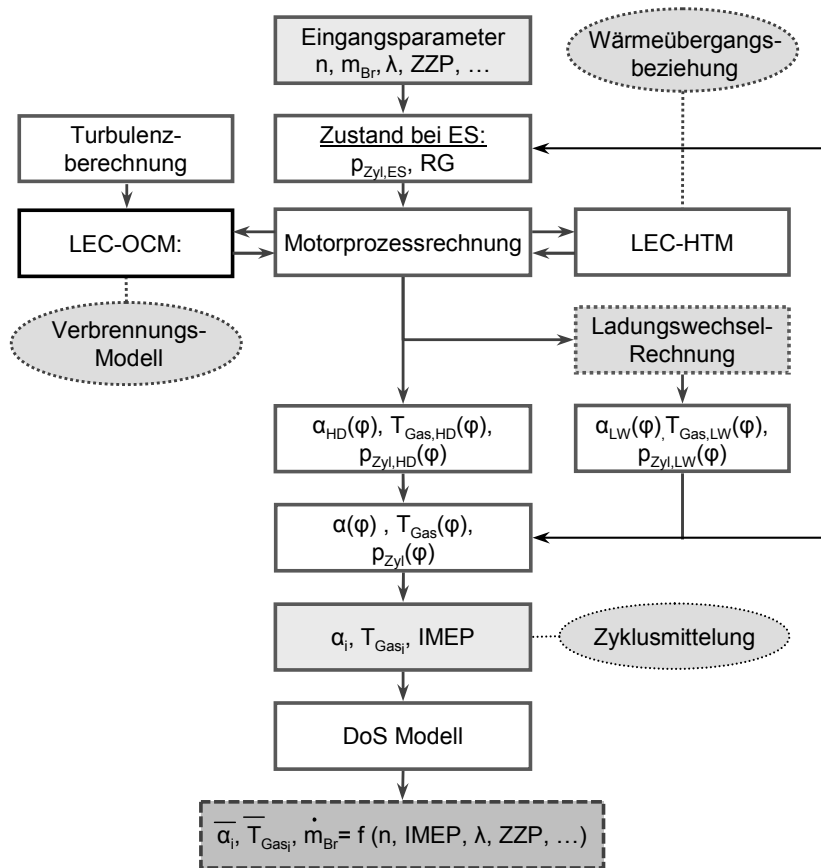 Eingangsparameter
n, m_Br, λ, ZZP, …
Wärmeübergangs-
beziehung
Turbulenz-
berechnung
Zustand bei ES:
p_Zyl,ES, RG
LEC-OCM:
Motorprozessrechnung
LEC-HTM
Verbrennungs-
Modell
Ladungswechsel-
Rechnung
α_HD(φ), T_Gas,HD(φ),
p_Zyl,HD(φ)
α_LW(φ), T_Gas,LW(φ),
p_Zyl,LW(φ)
α(φ) , T_Gas(φ),
p_Zyl(φ)
α_i, T_Gas_i, IMEP
Zyklusmittelung
DoS Modell
α̅_i, T̅_Gas_i, ṁ_Br= f (n, IMEP, λ, ZZP, …)